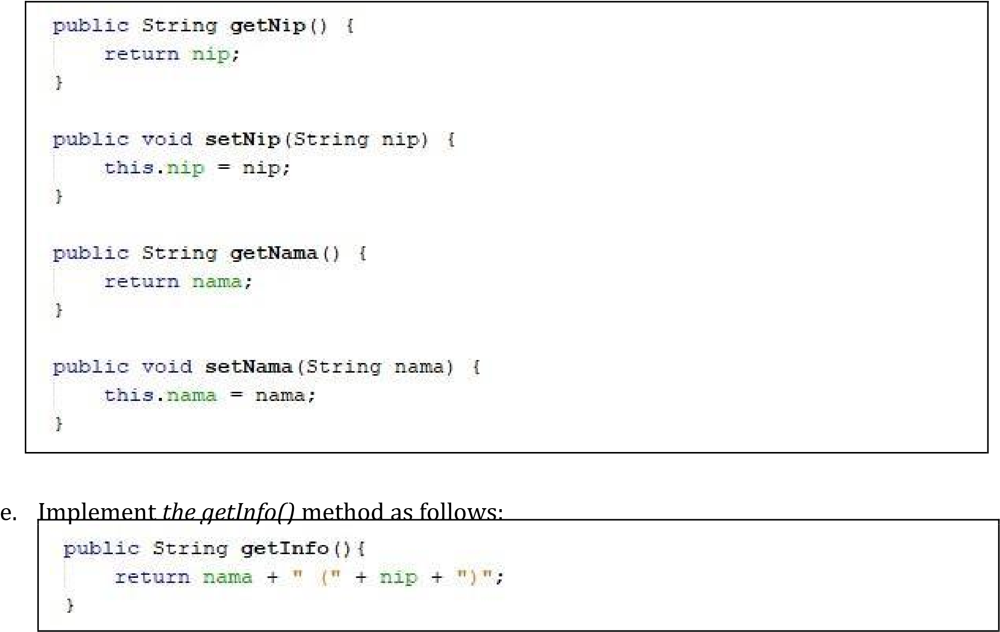 public String getNip() {
return nip;
}
public void setNip(String nip) {
this.nip = nip;
}
public String getNama() {
return nama;
}
public void setNama(String nama) {
this.nama = nama;
}
e. Implement the getInfo() method as follows:
public String getInfo(){
return nama + " (" + nip + ")";
}